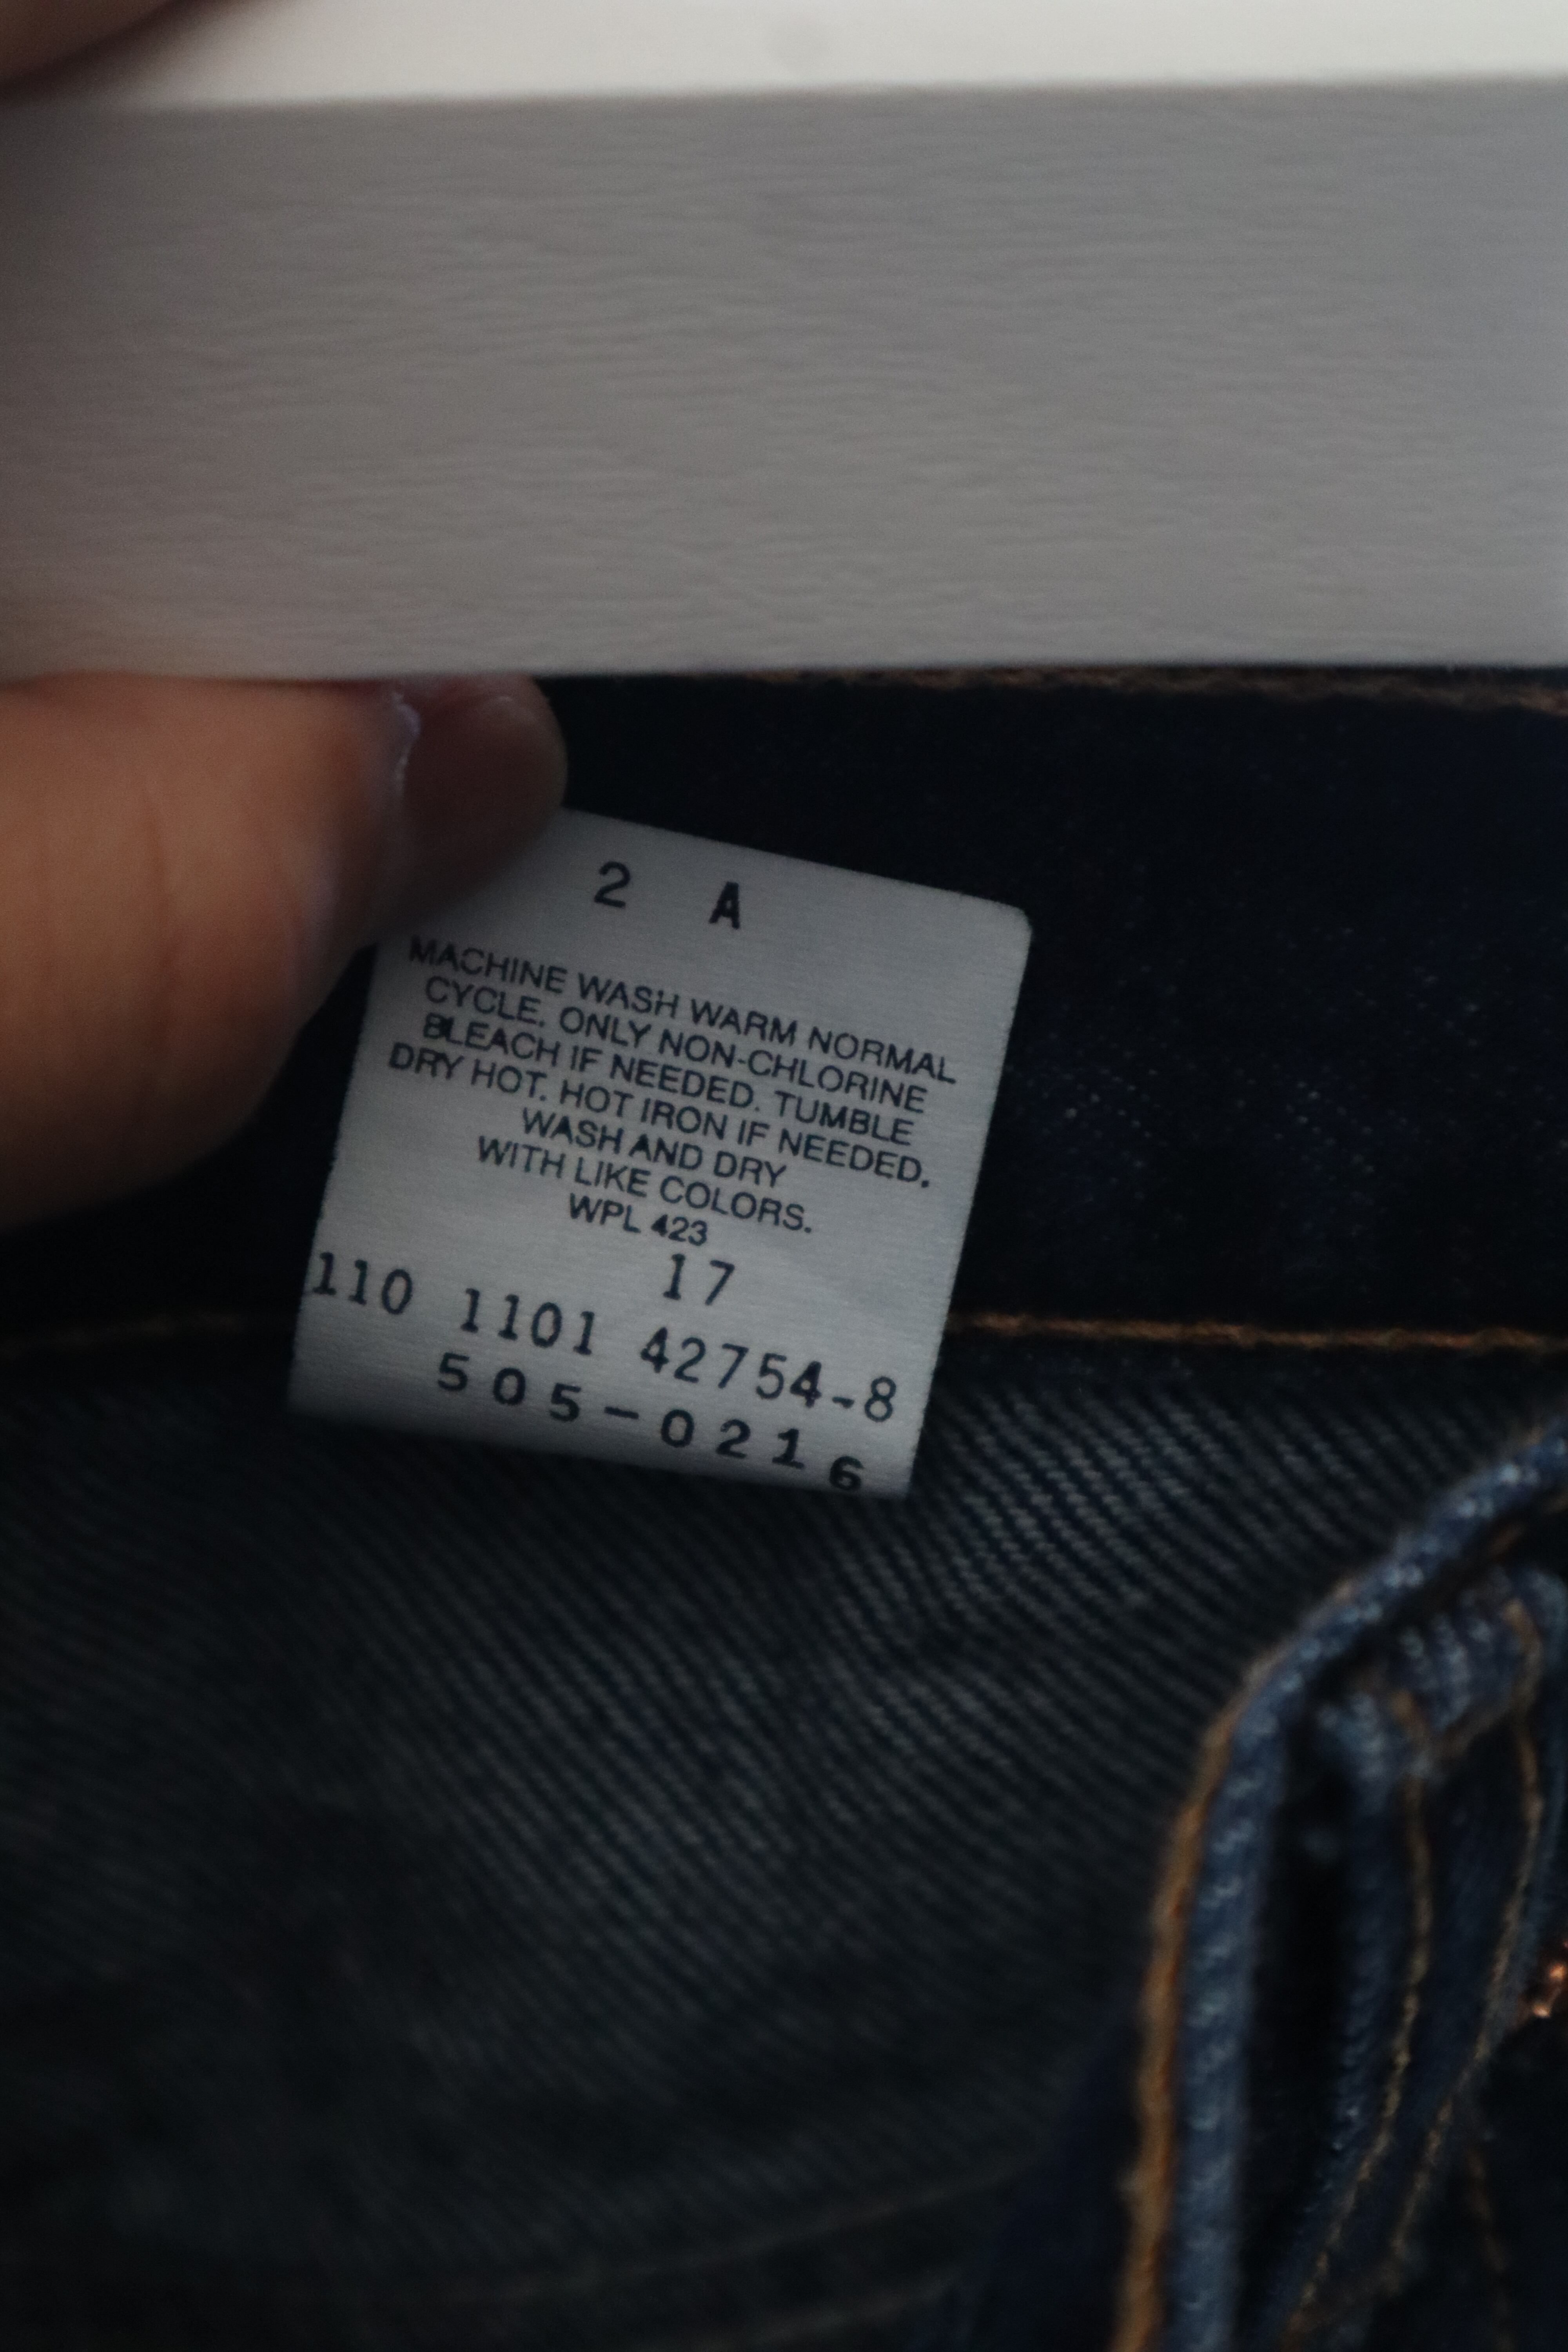 2 A
MACHINE WASH WARM NORMAL
CYCLE. ONLY NON-CHLORINE
BLEACH IF NEEDED. TUMBLE
DRY HOT. HOT IRON IF NEEDED.
WASH AND DRY
WITH LIKE COLORS.
WPL 423
17
110 1101 42754-8
505-0216